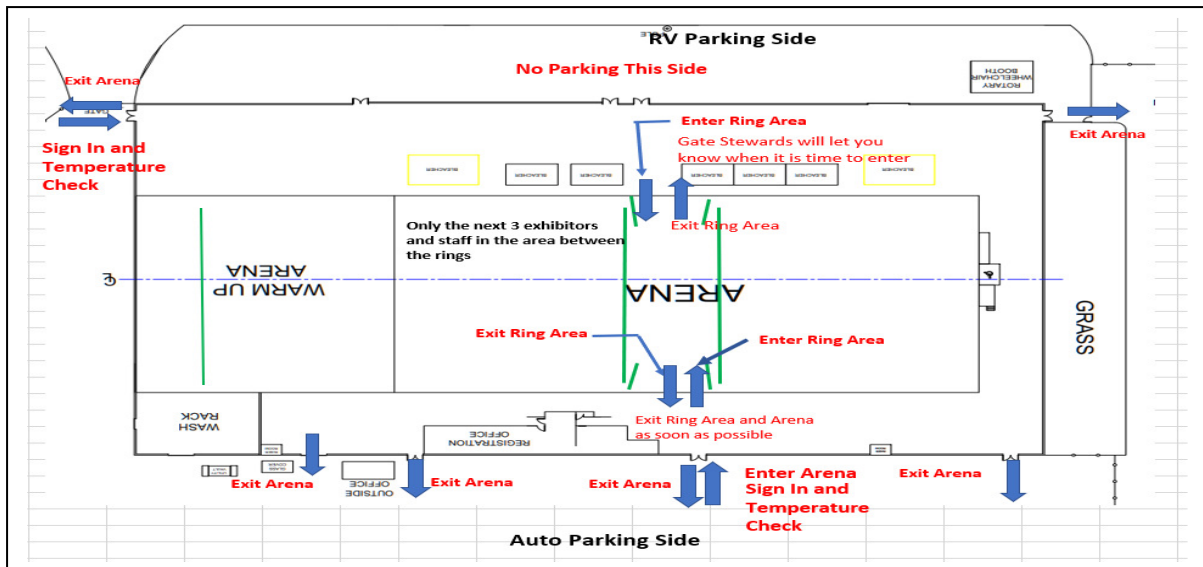 RV Parking Side
No Parking This Side
ROTARY
WHEELCHAIR
BOOTH
Exit Arena
GATE
Sign In and
Temperature
Check
Enter Ring Area
Gate Stewards will let you
know when it is time to enter
Exit Arena
BLEACHER
BLEACHER
BLEACHER
BLEACHER
BLEACHER
BLEACHER
BLEACHER
Only the next 3 exhibitors
and staff in the area between
the rings
Exit Ring Area
WARM UP
ARENA
ARENA
GRASS
Exit Ring Area
Enter Ring Area
WASH
RACK
REGISTRATION
OFFICE
Exit Ring Area and Arena
as soon as possible
OUTSIDE
OFFICE
Exit Arena
Exit Arena
Exit Arena
Enter Arena
Sign In and
Temperature
Check
Exit Arena
Auto Parking Side